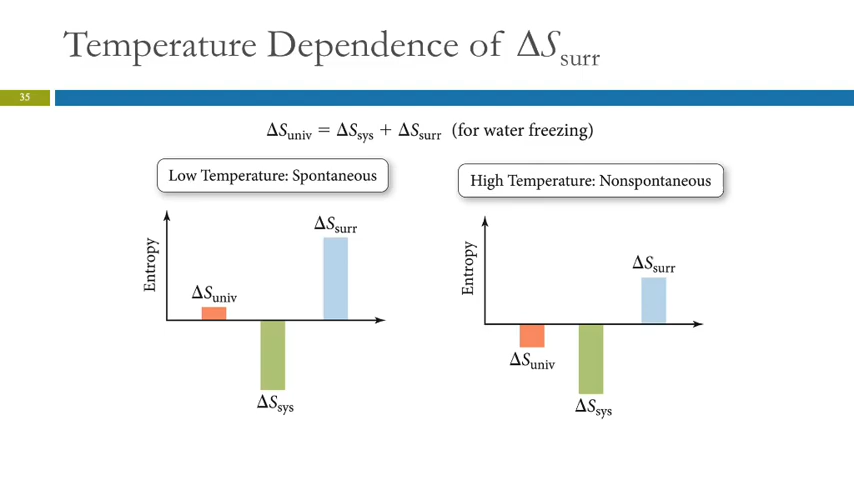 Temperature Dependence of ΔSsurr
35
ΔSuniv = ΔSsys + ΔSsurr (for water freezing)
Low Temperature: Spontaneous
High Temperature: Nonspontaneous
Entropy
ΔSuniv
ΔSsurr
ΔSsys
Entropy
ΔSuniv
ΔSsurr
ΔSsys